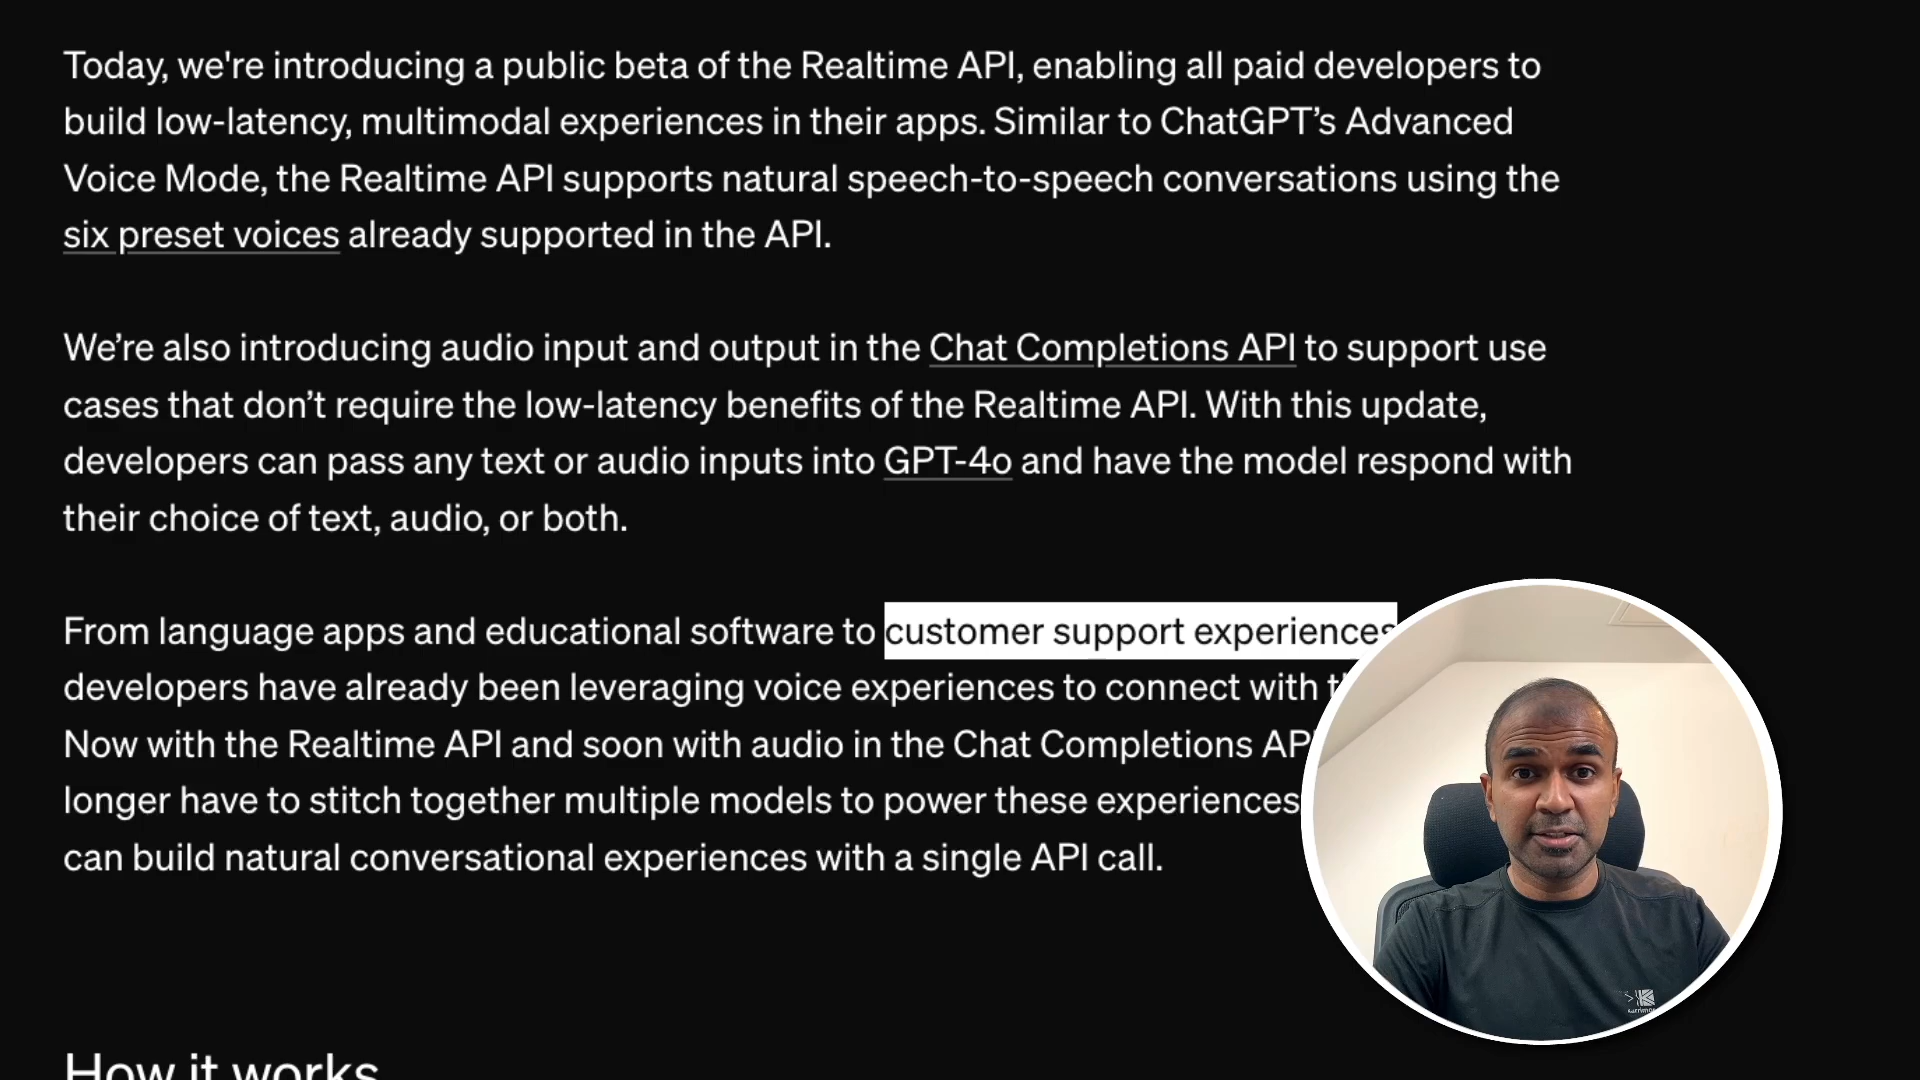 Today, we're introducing a public beta of the Realtime API, enabling all paid developers to
build low-latency, multimodal experiences in their apps. Similar to ChatGPT’s Advanced
Voice Mode, the Realtime API supports natural speech-to-speech conversations using the
six preset voices already supported in the API.
We’re also introducing audio input and output in the Chat Completions API to support use
cases that don’t require the low-latency benefits of the Realtime API. With this update,
developers can pass any text or audio inputs into GPT-4o and have the model respond with
their choice of text, audio, or both.
From language apps and educational software to customer support experiences
developers have already been leveraging voice experiences to connect with
Now with the Realtime API and soon with audio in the Chat Completions API
longer have to stitch together multiple models to power these experiences
can build natural conversational experiences with a single API call.
How it works